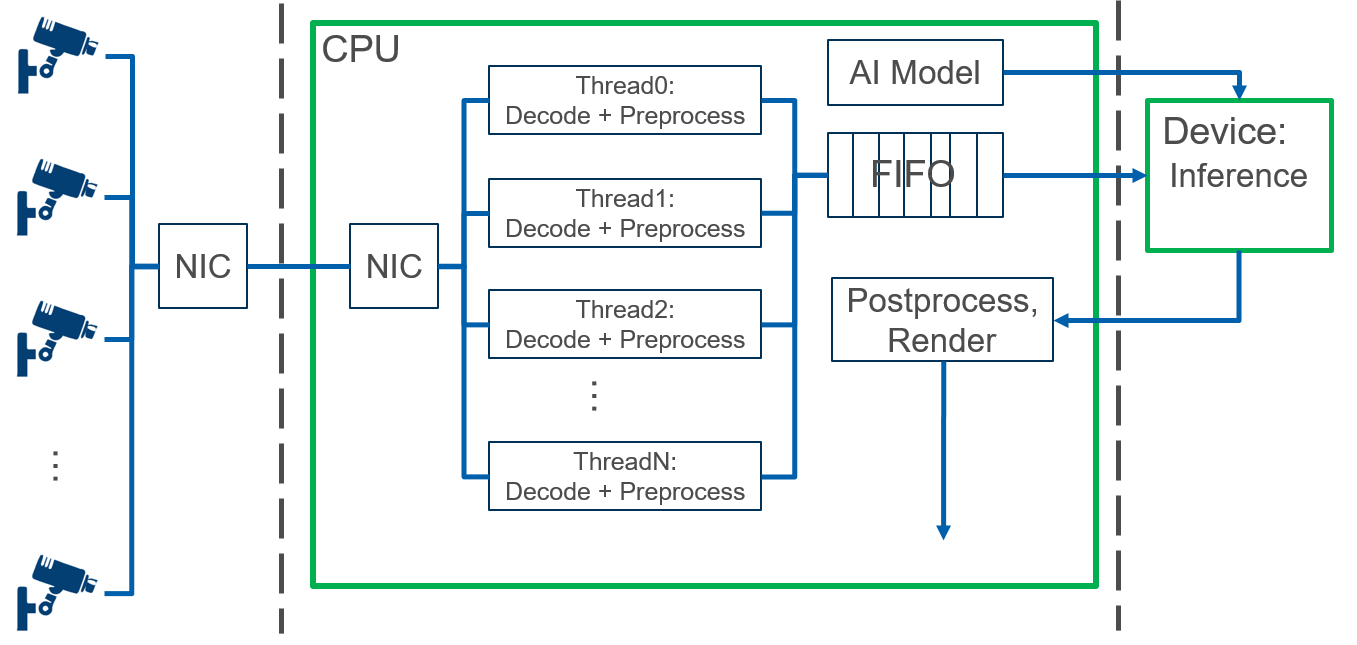 CPU
NIC
NIC
Thread0:
Decode + Preprocess
Thread1:
Decode + Preprocess
Thread2:
Decode + Preprocess
⋮
ThreadN:
Decode + Preprocess
AI Model
FIFO
Postprocess,
Render
Device:
Inference